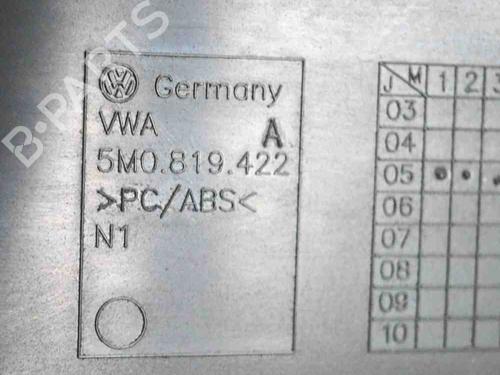 Germany
VWA
A
5M0.819.422
>PC/ABS<
N1
J M 1 2 3
03
04
05
06
07
08
09
10
B-PARTS